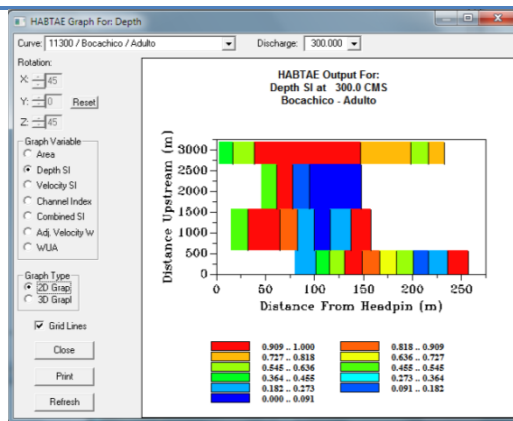 HABTAE Graph For: Depth
Curve: 11300 / Bocachico / Adulto
Discharge: 300.000
Rotation:
X: 45
Y: 0 Reset
Z: 45
Graph Variable
Area
Depth SI
Velocity SI
Channel Index
Combined SI
Adj. Velocity W
WUA
Graph Type
2D Grap
3D Grapl
Grid Lines
Close
Print
Refresh
HABTAE Output For:
Depth SI at 300.0 CMS
Bocachico - Adulto
Distance Upstream (m)
3000
2500
2000
1500
1000
500
0
0 50 100 150 200 250
Distance From Headpin (m)
0.909 .. 1.000 0.818 .. 0.909
0.727 .. 0.818 0.636 .. 0.727
0.545 .. 0.636 0.455 .. 0.545
0.364 .. 0.455 0.273 .. 0.364
0.182 .. 0.273 0.091 .. 0.182
0.000 .. 0.091